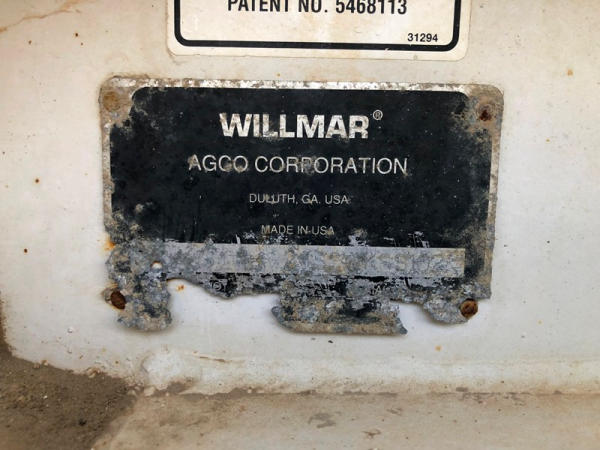 PATENT NO. 5468113
31294
WILLMAR®
AGCO CORPORATION
DULUTH, GA. USA
MADE IN USA